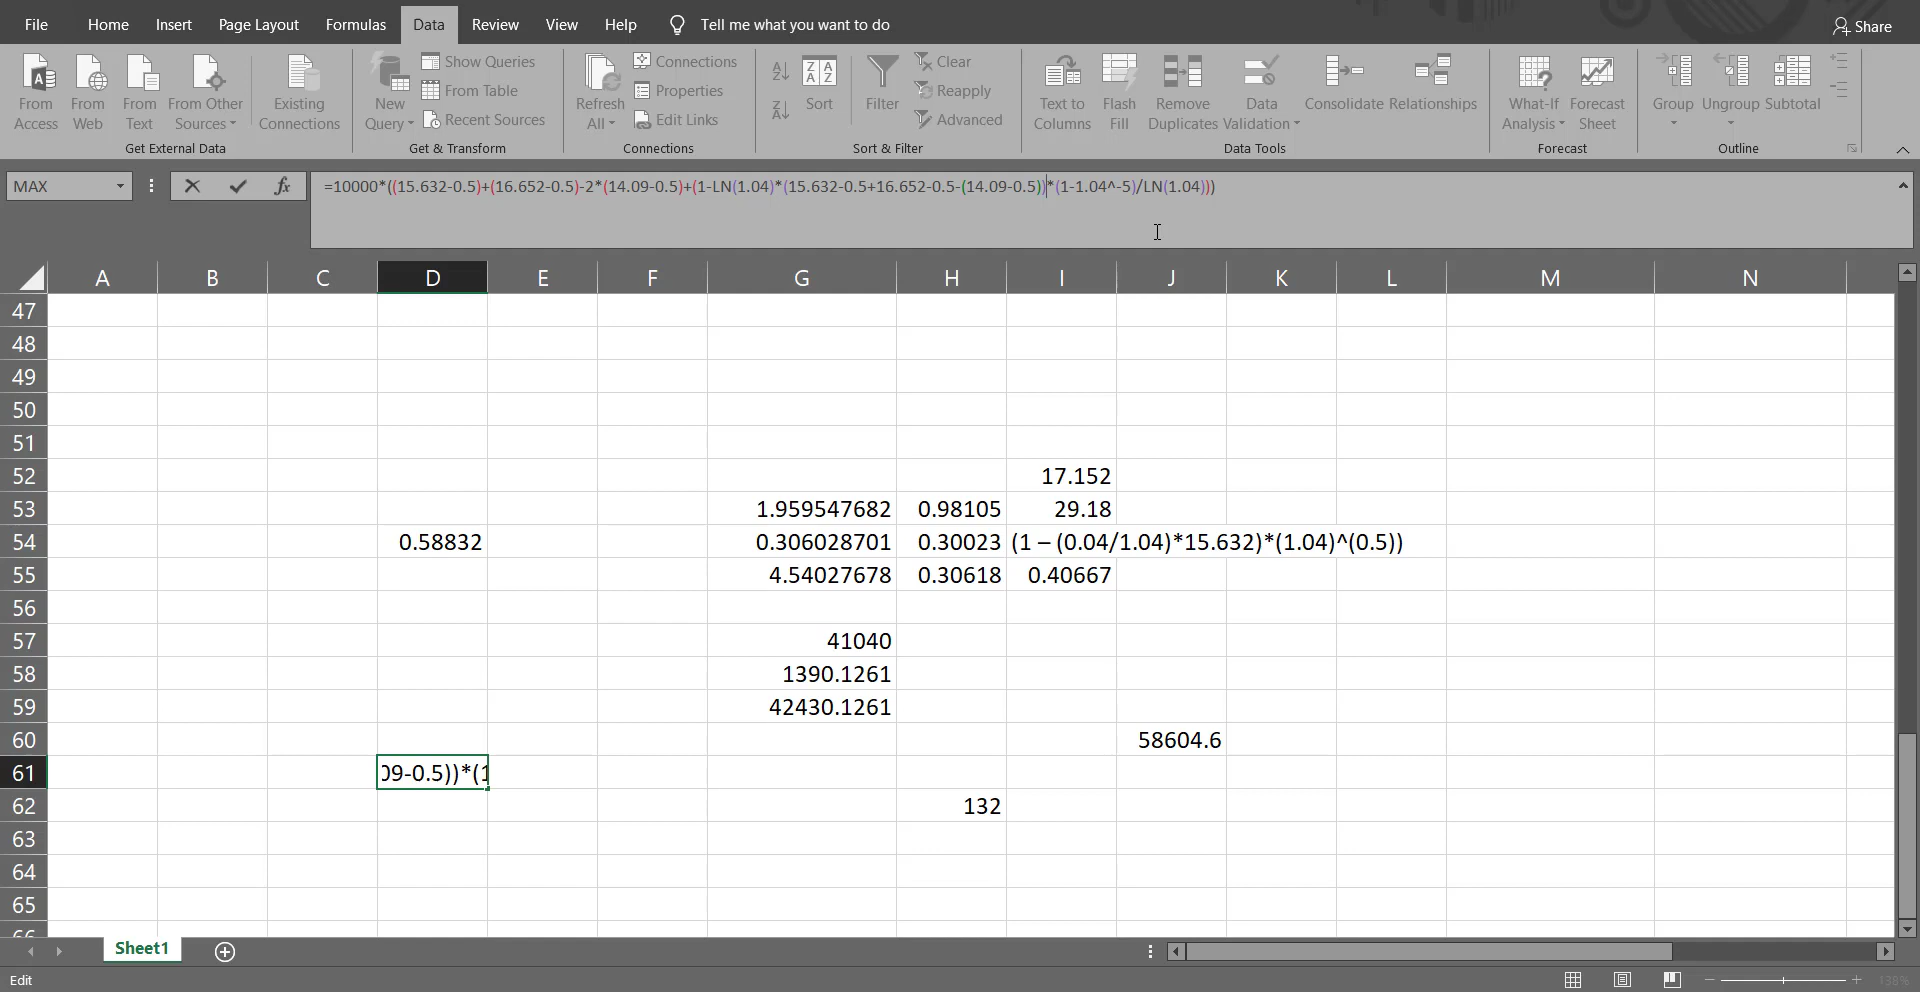 File Home Insert Page Layout Formulas Data Review View Help Tell me what you want to do Share
From Access
From Web
From Text
From Other Sources
Existing Connections
Get External Data
New Query
Show Queries
From Table
Recent Sources
Get & Transform
Refresh All
Connections
Properties
Edit Links
Connections
Sort
Filter
Clear
Reapply
Advanced
Sort & Filter
Text to Columns
Flash Fill
Remove Duplicates
Data Validation
Consolidate
Relationships
Data Tools
What-If Analysis
Forecast Sheet
Forecast
Group
Ungroup
Subtotal
Outline
MAX fx =10000*((15.632-0.5)+(16.652-0.5)-2*(14.09-0.5)+(1-LN(1.04)*(15.632-0.5+16.652-0.5-(14.09-0.5))*(1-1.04^-5)/LN(1.04)))
A B C D E F G H I J K L M N
47
48
49
50
51
52 17.152
53 1.959547682 0.98105 29.18
54 0.58832 0.306028701 0.30023 (1 – (0.04/1.04)*15.632)*(1.04)^(0.5))
55 4.54027678 0.30618 0.40667
56
57 41040
58 1390.1261
59 42430.1261
60 58604.6
61 09-0.5))*(1
62 132
63
64
65
66
Sheet1
Edit 138%